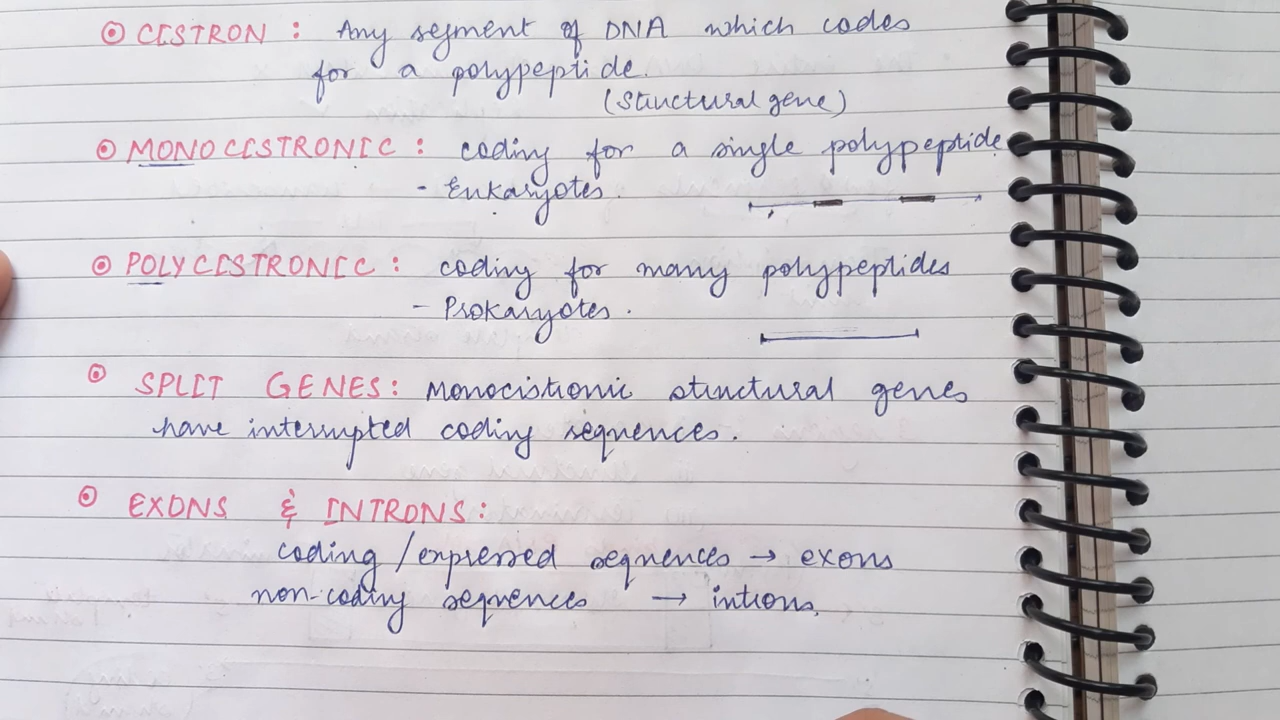 CISTRON : Any segment of DNA which codes
for a polypeptide.
(structural gene)
MONOCISTRONIC : coding for a single polypeptide
- Eukaryotes.
POLYCISTRONIC : coding for many polypeptides
- Prokaryotes.
SPLIT GENES: Monocistronic structural genes
have interrupted coding sequences.
EXONS & INTRONS:
coding/expressed sequences → exons
non-coding sequences → introns.